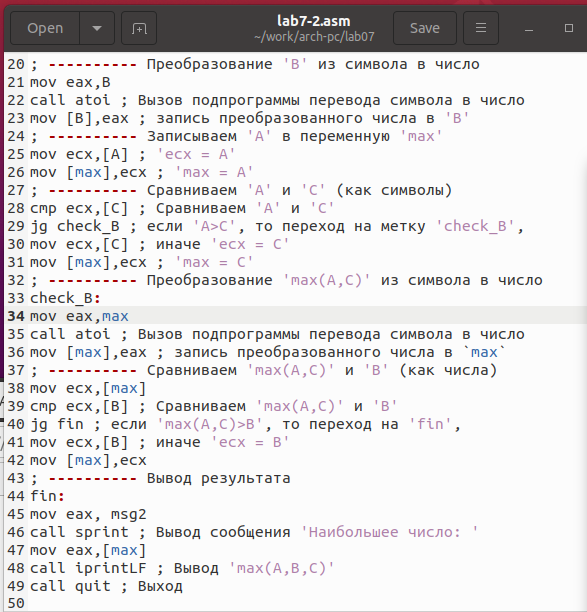 Open
lab7-2.asm
~/work/arch-pc/lab07
Save
20 ; ---------- Преобразование 'B' из символа в число
21 mov eax,B
22 call atoi ; Вызов подпрограммы перевода символа в число
23 mov [B],eax ; запись преобразованного числа в 'B'
24 ; ---------- Записываем 'A' в переменную 'max'
25 mov ecx,[A] ; 'ecx = A'
26 mov [max],ecx ; 'max = A'
27 ; ---------- Сравниваем 'A' и 'С' (как символы)
28 cmp ecx,[C] ; Сравниваем 'A' и 'С'
29 jg check_B ; если 'A>C', то переход на метку 'check_B',
30 mov ecx,[C] ; иначе 'ecx = C'
31 mov [max],ecx ; 'max = C'
32 ; ---------- Преобразование 'max(A,C)' из символа в число
33 check_B:
34 mov eax,max
35 call atoi ; Вызов подпрограммы перевода символа в число
36 mov [max],eax ; запись преобразованного числа в `max`
37 ; ---------- Сравниваем 'max(A,C)' и 'B' (как числа)
38 mov ecx,[max]
39 cmp ecx,[B] ; Сравниваем 'max(A,C)' и 'B'
40 jg fin ; если 'max(A,C)>B', то переход на 'fin',
41 mov ecx,[B] ; иначе 'ecx = B'
42 mov [max],ecx
43 ; ---------- Вывод результата
44 fin:
45 mov eax, msg2
46 call sprint ; Вывод сообщения 'Наибольшее число: '
47 mov eax,[max]
48 call iprintLF ; Вывод 'max(A,B,C)'
49 call quit ; Выход
50